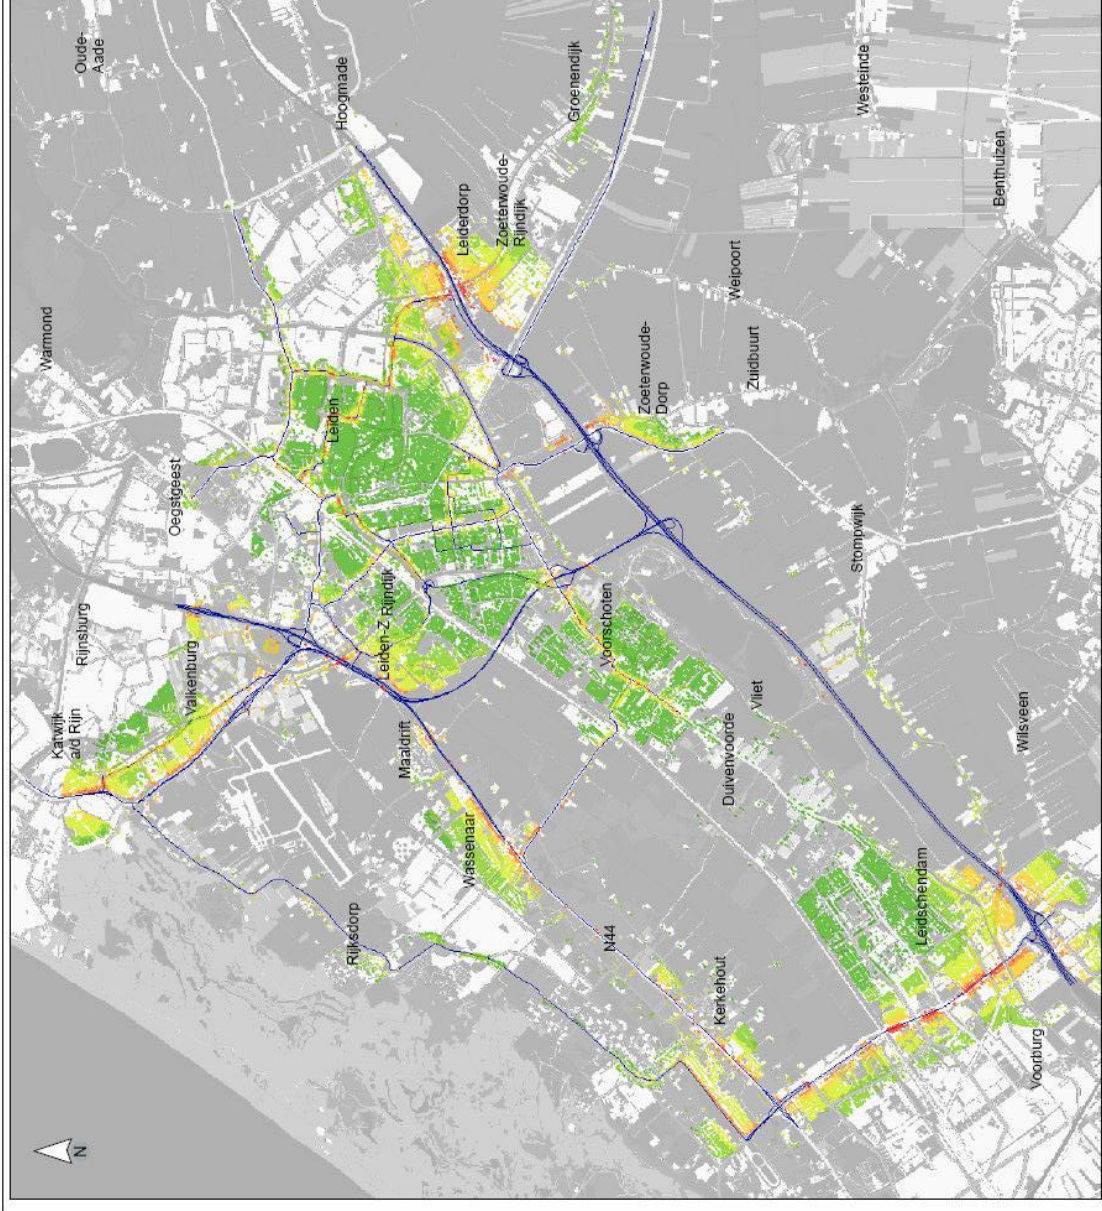 Oude-
Aade
Hoogmade
Groenendijk
Westeinde
Benthuizen
Warmond
Leiderdorp
Zoeterwoude-
Rijndijk
Weipoort
Oegstgeest
Leiden
Zoeterwoude-
Dorp
Zuidbuurt
Rijnsburg
Stompwijk
Katwijk
a/d Rijn
Valkenburg
Leiden-Z Rijndijk
Voorschoten
Vliet
Wilsveen
Maaldrift
Duivenvoorde
Wassenaar
Leidschendam
Rijksdorp
N44
Kerkehout
Voorburg
N